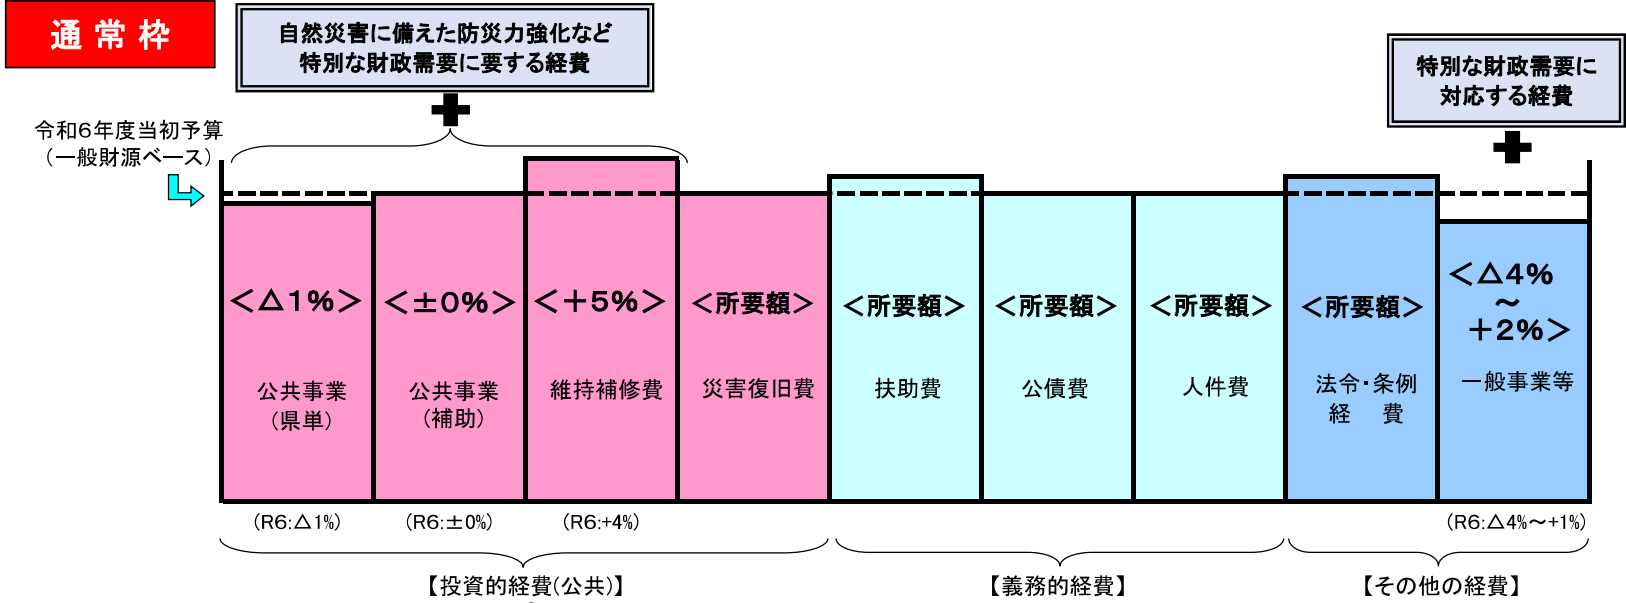 通常枠
自然災害に備えた防災力強化など
特別な財政需要に要する経費
特別な財政需要に
対応する経費
令和6年度当初予算
(一般財源ベース)
<△1%>
<±0%>
<+5%>
<所要額>
<所要額>
<所要額>
<所要額>
<所要額>
<△4%
~
+2%>
公共事業
(県単)
公共事業
(補助)
維持補修費
災害復旧費
扶助費
公債費
人件費
法令・条例
経 費
一般事業等
(R6:△1%)
(R6:±0%)
(R6:+4%)
(R6:△4%~+1%)
【投資的経費(公共)】
【義務的経費】
【その他の経費】